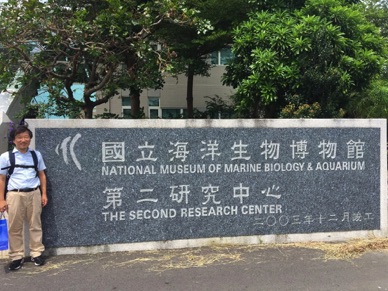 國立海洋生物博物館
NATIONAL MUSEUM OF MARINE BIOLOGY & AQUARIUM
第二研究中心
THE SECOND RESEARCH CENTER
二〇〇三年十二月竣工